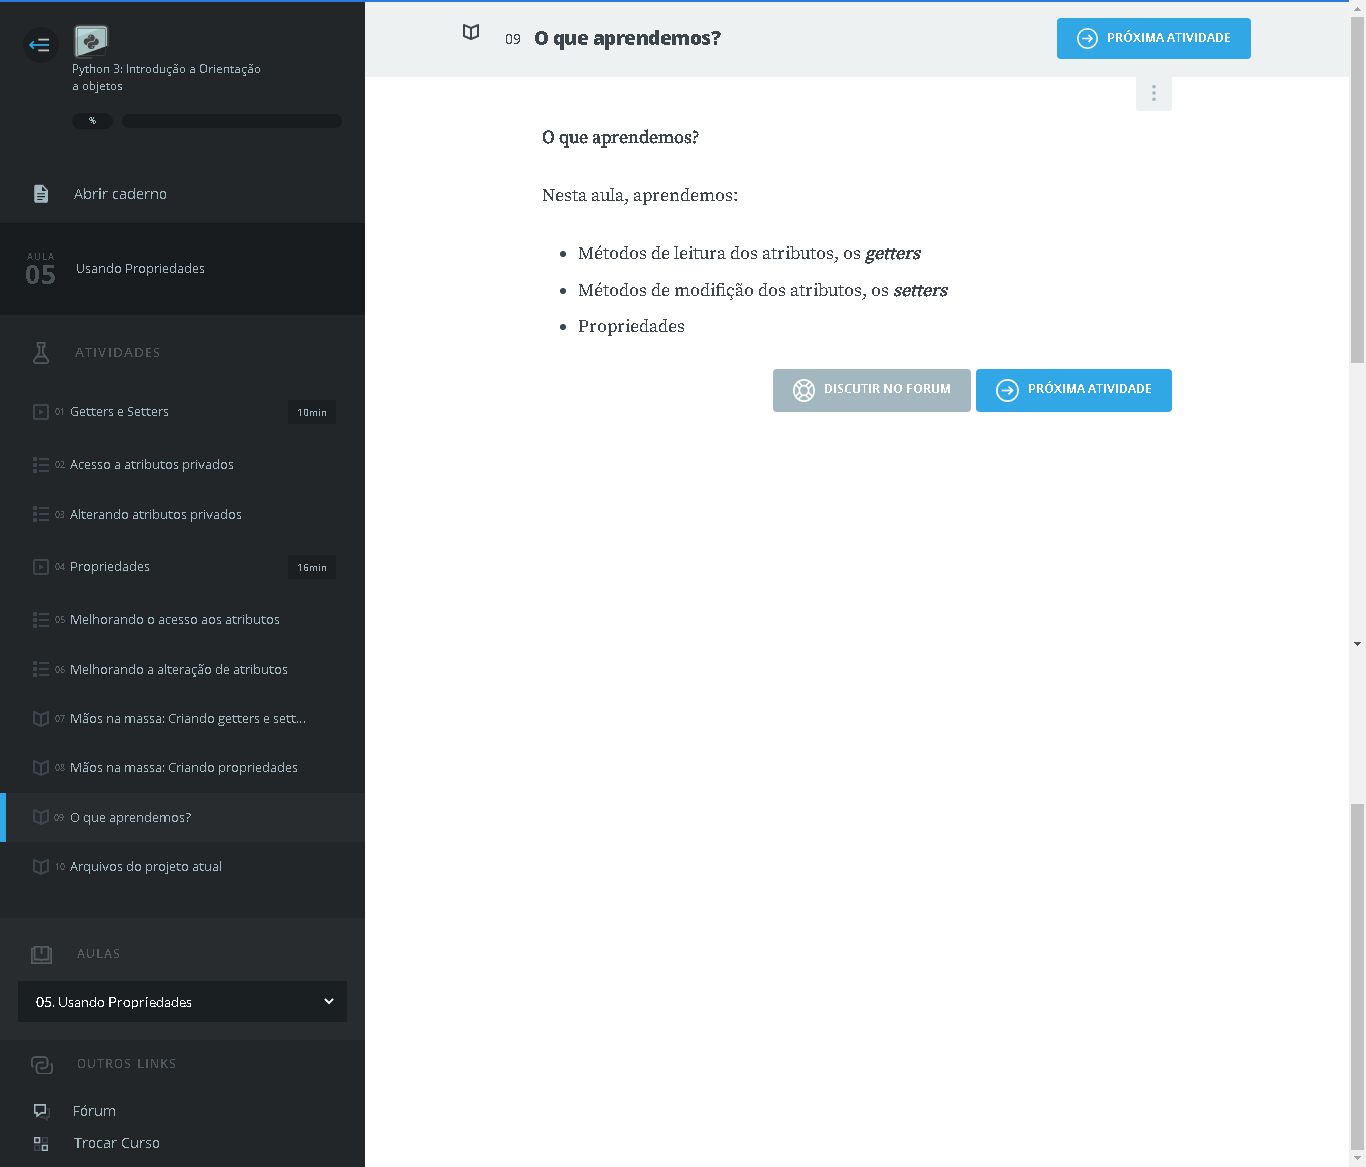 Python 3: Introdução a Orientação
a objetos
%
Abrir caderno
AULA
05
Usando Propriedades
ATIVIDADES
01 Getters e Setters 10min
02 Acesso a atributos privados
03 Alterando atributos privados
04 Propriedades 16min
05 Melhorando o acesso aos atributos
06 Melhorando a alteração de atributos
07 Mãos na massa: Criando getters e sett...
08 Mãos na massa: Criando propriedades
09 O que aprendemos?
10 Arquivos do projeto atual
AULAS
05. Usando Propriedades
OUTROS LINKS
Fórum
Trocar Curso
09 O que aprendemos?
PRÓXIMA ATIVIDADE
O que aprendemos?
Nesta aula, aprendemos:
• Métodos de leitura dos atributos, os getters
• Métodos de modifição dos atributos, os setters
• Propriedades
DISCUTIR NO FORUM
PRÓXIMA ATIVIDADE